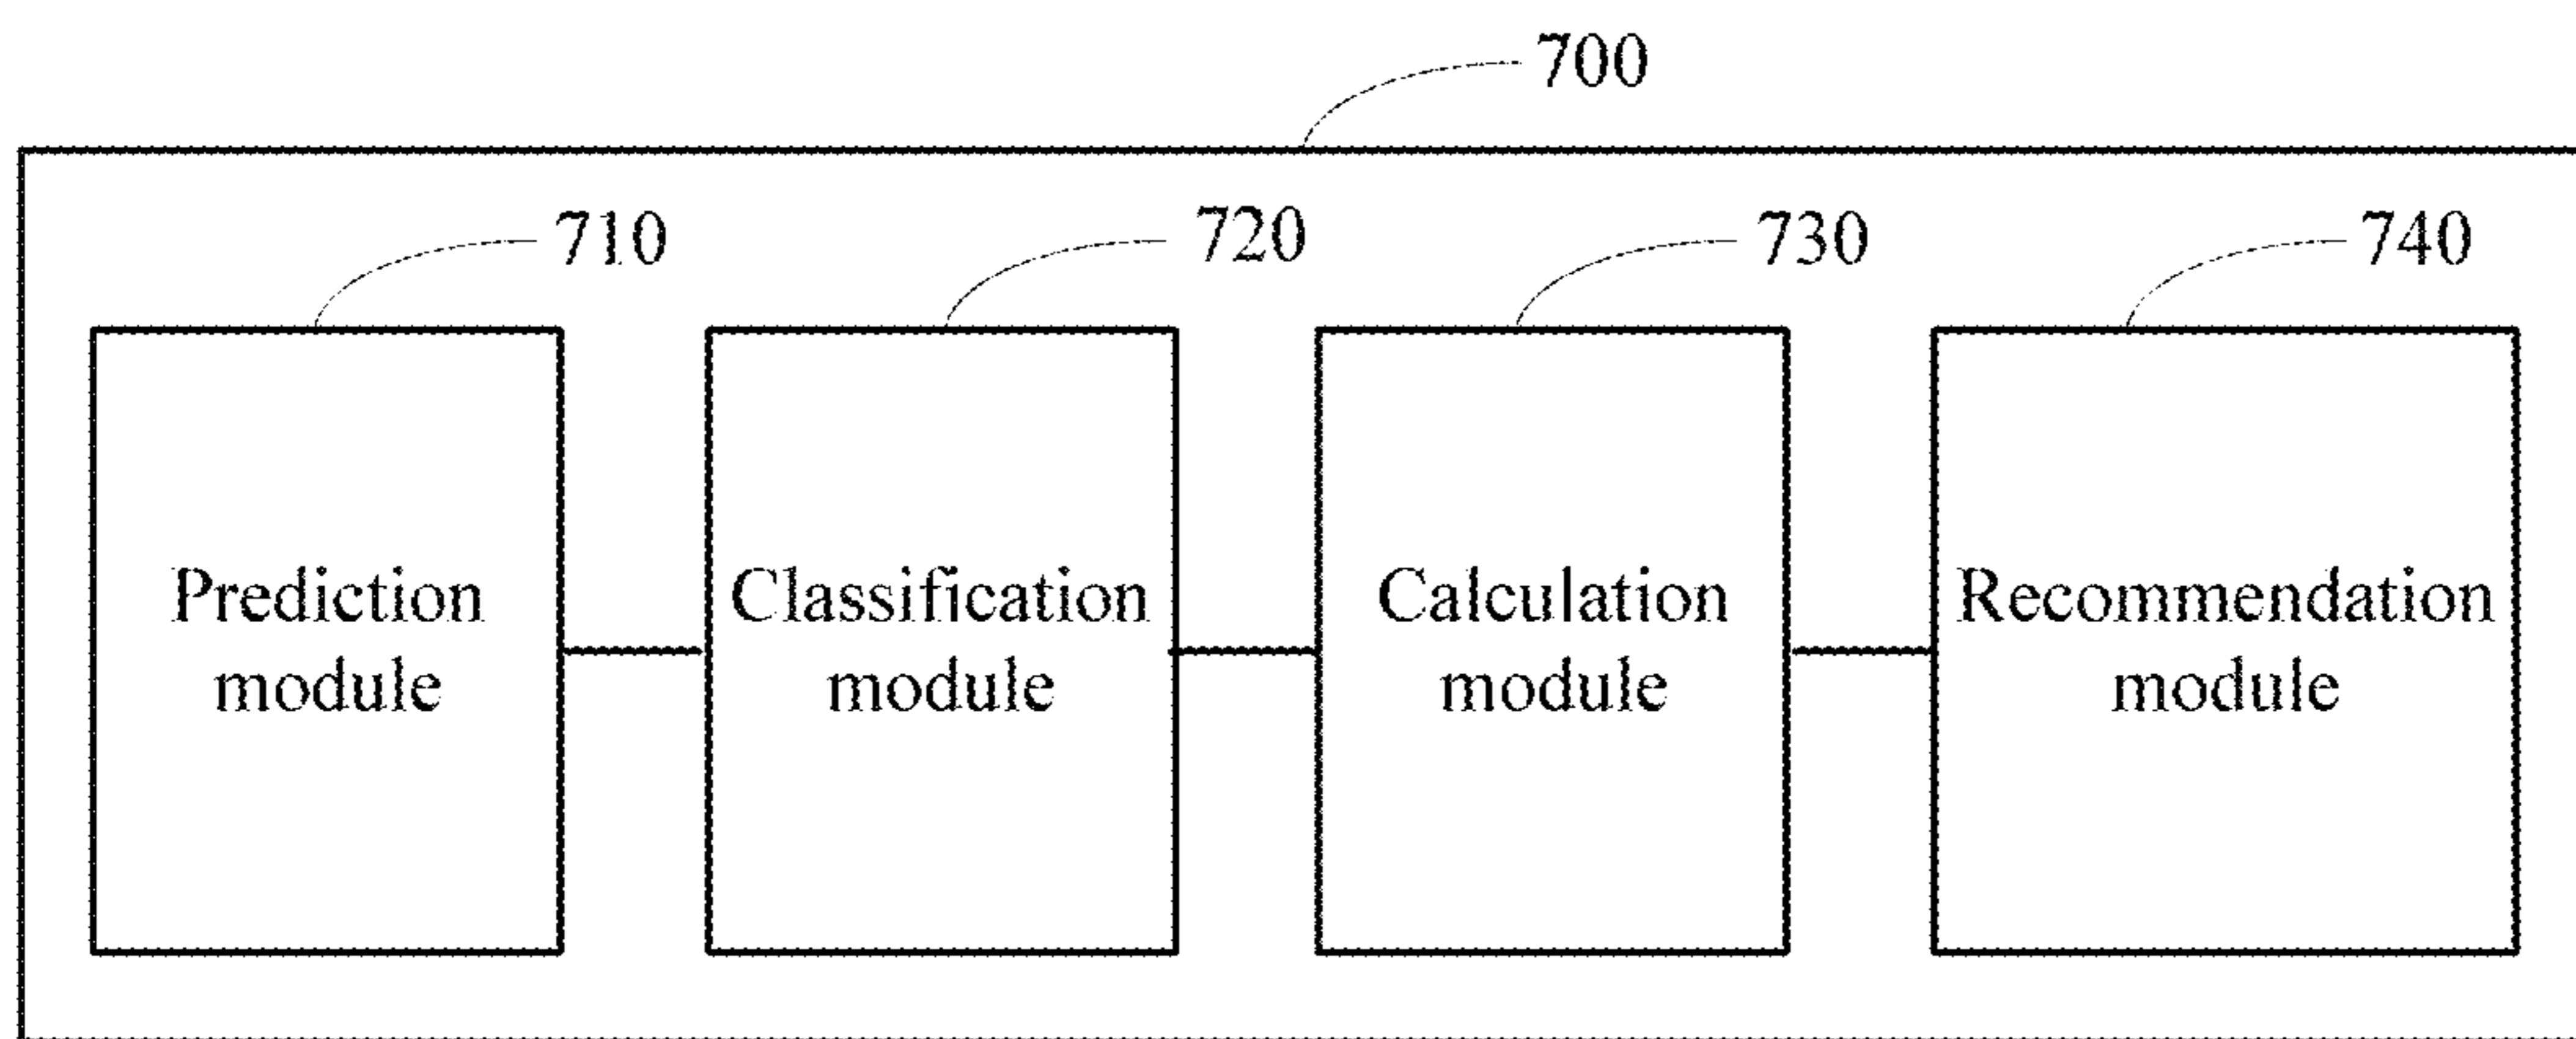 700
710
720
730
740
Prediction
module
Classification
module
Calculation
module
Recommendation
module